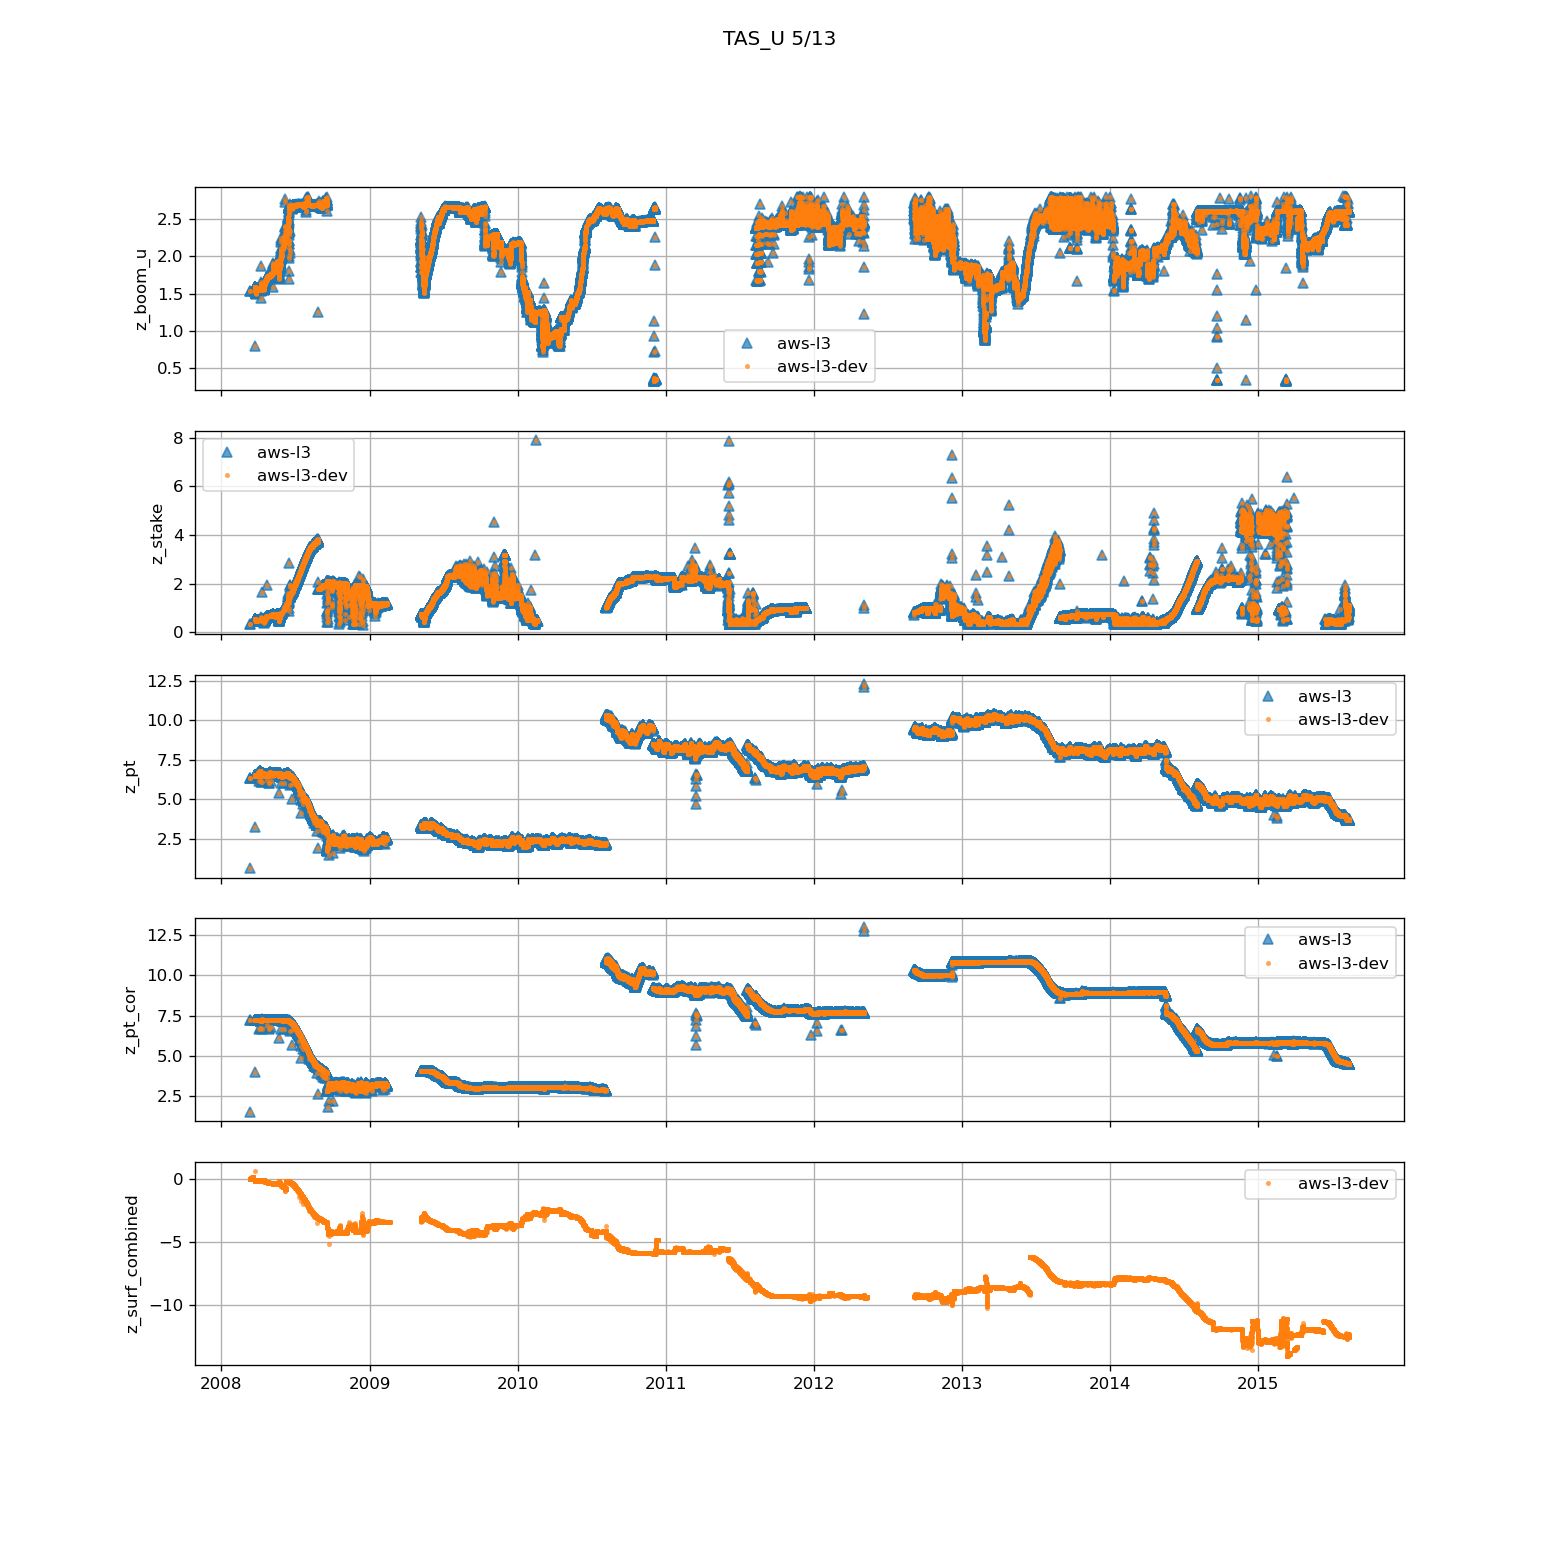 TAS_U 5/13
z_boom_u
2.5
2.0
1.5
1.0
0.5
aws-l3
aws-l3-dev
z_stake
8
6
4
2
0
aws-l3
aws-l3-dev
z_pt
12.5
10.0
7.5
5.0
2.5
aws-l3
aws-l3-dev
z_pt_cor
12.5
10.0
7.5
5.0
2.5
aws-l3
aws-l3-dev
z_surf_combined
0
−5
−10
aws-l3-dev
2008 2009 2010 2011 2012 2013 2014 2015